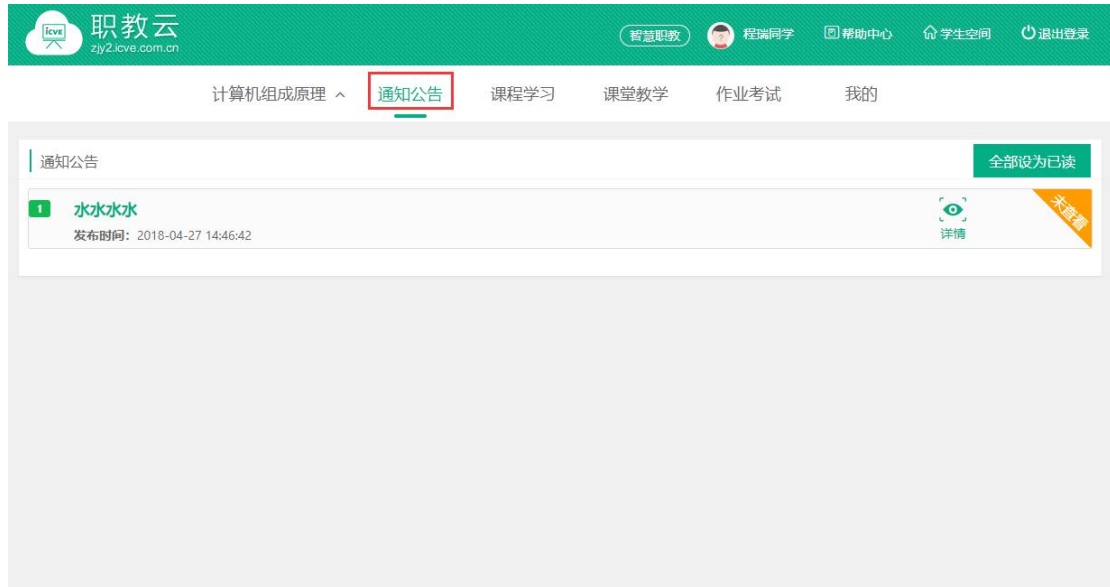 icve 职教云
zjy2.icve.com.cn
智慧职教 程瑞同学 帮助中心 学生空间 退出登录
计算机组成原理 通知公告 课程学习 课堂教学 作业考试 我的
通知公告 全部设为已读
1 水水水水 未查看
发布时间：2018-04-27 14:46:42 详情